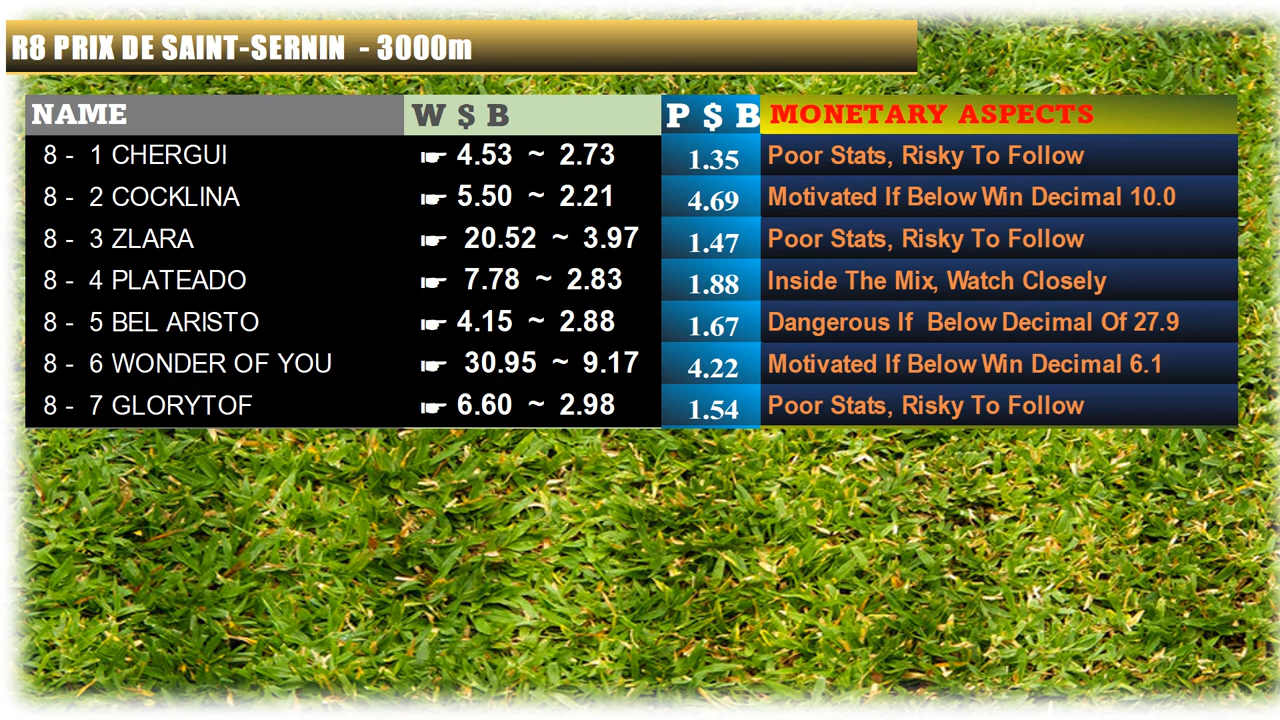 R8 PRIX DE SAINT-SERNIN - 3000m
NAME W $ B P $ B MONETARY ASPECTS
8 - 1 CHERGUI ☛ 4.53 ~ 2.73 1.35 Poor Stats, Risky To Follow
8 - 2 COCKLINA ☛ 5.50 ~ 2.21 4.69 Motivated If Below Win Decimal 10.0
8 - 3 ZLARA ☛ 20.52 ~ 3.97 1.47 Poor Stats, Risky To Follow
8 - 4 PLATEADO ☛ 7.78 ~ 2.83 1.88 Inside The Mix, Watch Closely
8 - 5 BEL ARISTO ☛ 4.15 ~ 2.88 1.67 Dangerous If Below Decimal Of 27.9
8 - 6 WONDER OF YOU ☛ 30.95 ~ 9.17 4.22 Motivated If Below Win Decimal 6.1
8 - 7 GLORYTOF ☛ 6.60 ~ 2.98 1.54 Poor Stats, Risky To Follow